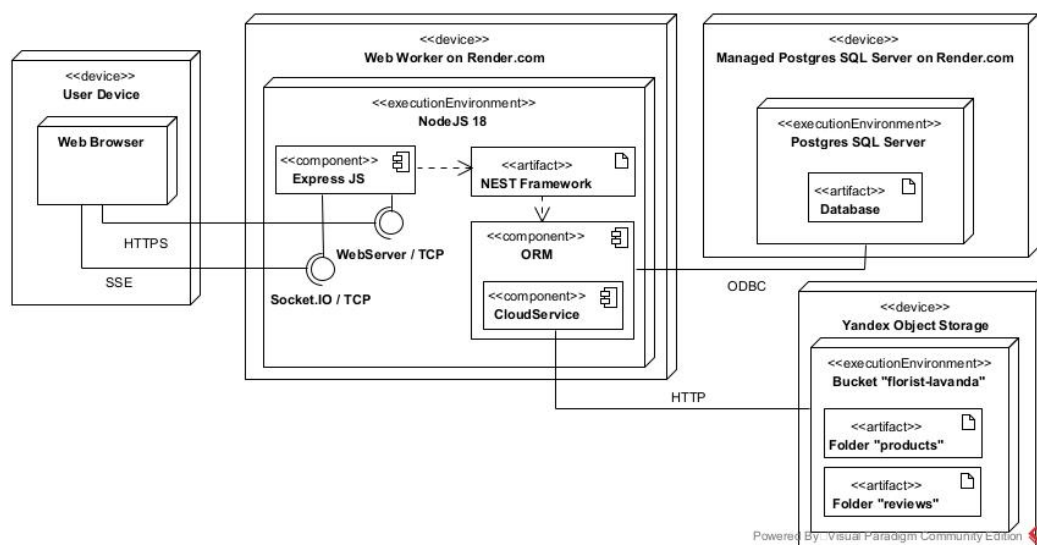 <<device>>
User Device
Web Browser
HTTPS
SSE
<<device>>
Web Worker on Render.com
<<executionEnvironment>>
NodeJS 18
<<component>>
Express JS
<<artifact>>
NEST Framework
WebServer / TCP
Socket.IO / TCP
<<component>>
ORM
<<component>>
CloudService
<<device>>
Managed Postgres SQL Server on Render.com
<<executionEnvironment>>
Postgres SQL Server
<<artifact>>
Database
ODBC
HTTP
<<device>>
Yandex Object Storage
<<executionEnvironment>>
Bucket "florist-lavanda"
<<artifact>>
Folder "products"
<<artifact>>
Folder "reviews"
Powered By Visual Paradigm Community Edition